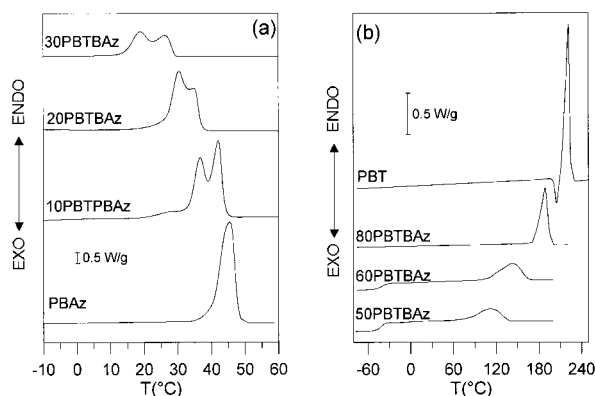 (a)
30PBTBAz
20PBTBAz
10PBTPBAz
PBAz
0.5 W/g
EXO
ENDO
-10 0 10 20 30 40 50 60
T(°C)
(b)
0.5 W/g
PBT
80PBTBAz
60PBTBAz
50PBTBAz
EXO
ENDO
-60 0 60 120 180 240
T(°C)